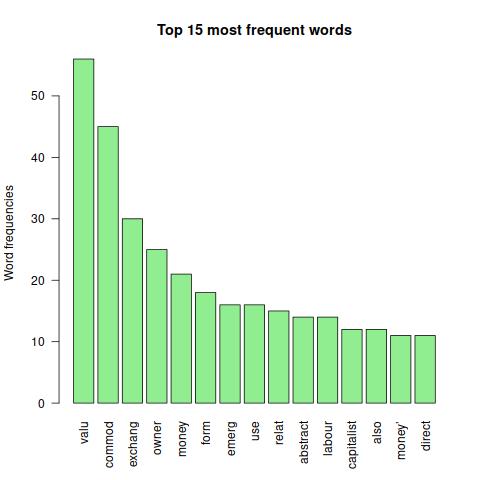 Top 15 most frequent words
Word frequencies
50
40
30
20
10
0
valu
commod
exchang
owner
money
form
emerg
use
relat
abstract
labour
capitalist
also
money'
direct